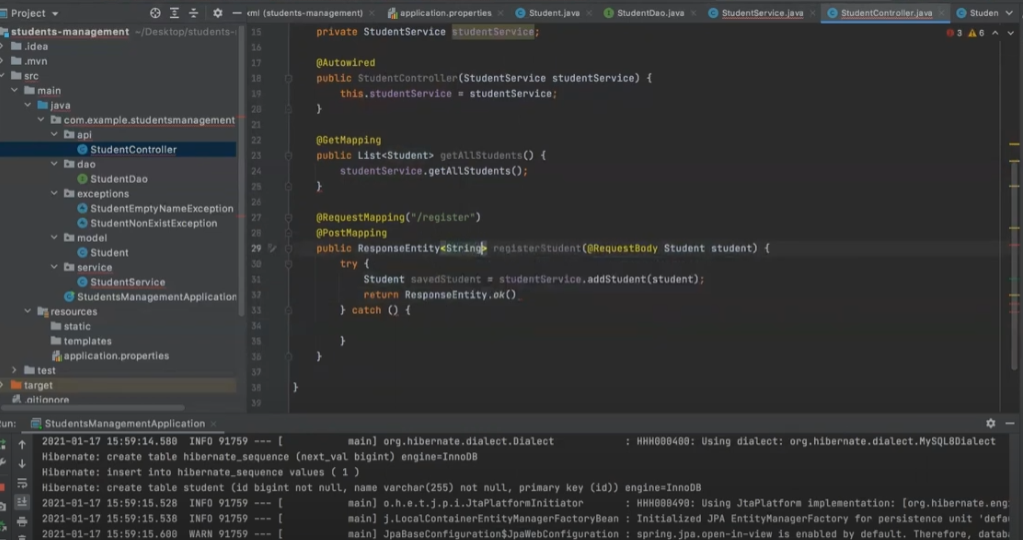 Project
xml (students-management)
application.properties
Student.java
StudentDao.java
StudentService.java
StudentController.java
Studen
students-management ~/Desktop/students-
.idea
.mvn
src
main
java
com.example.studentsmanagement
api
StudentController
dao
StudentDao
exceptions
StudentEmptyNameException
StudentNonExistException
model
Student
service
StudentService
StudentsManagementApplication
resources
static
templates
application.properties
test
target
.gitignore
3 6
15 private StudentService studentService;
16
17 @Autowired
18 public StudentController(StudentService studentService) {
19 this.studentService = studentService;
20 }
21
22 @GetMapping
23 public List<Student> getAllStudents() {
24 studentService.getAllStudents();
25 }
26
27 @RequestMapping("/register")
28 @PostMapping
29 public ResponseEntity<String> registerStudent(@RequestBody Student student) {
30 try {
31 Student savedStudent = studentService.addStudent(student);
32 return ResponseEntity.ok()
33 } catch () {
34
35 }
36 }
37
38 }
39
Run: StudentsManagementApplication
2021-01-17 15:59:14.580 INFO 91759 --- [ main] org.hibernate.dialect.Dialect : HHH000400: Using dialect: org.hibernate.dialect.MySQL8Dialect
Hibernate: create table hibernate_sequence (next_val bigint) engine=InnoDB
Hibernate: insert into hibernate_sequence values ( 1 )
Hibernate: create table student (id bigint not null, name varchar(255) not null, primary key (id)) engine=InnoDB
2021-01-17 15:59:15.528 INFO 91759 --- [ main] o.h.e.t.j.p.i.JtaPlatformInitiator : HHH000490: Using JtaPlatform implementation: [org.hibernate.eng
2021-01-17 15:59:15.538 INFO 91759 --- [ main] j.LocalContainerEntityManagerFactoryBean : Initialized JPA EntityManagerFactory for persistence unit 'defa
2021-01-17 15:59:15.600 WARN 91759 --- [ main] JpaBaseConfiguration$JpaWebConfiguration : spring.jpa.open-in-view is enabled by default. Therefore, datab